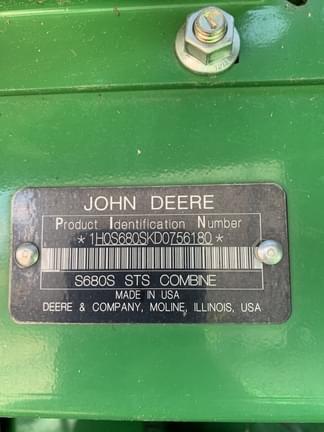 JOHN DEERE
Product Identification Number
*1H0S680SKD0756180*
S680S STS COMBINE
MADE IN USA
DEERE & COMPANY, MOLINE, ILLINOIS, USA